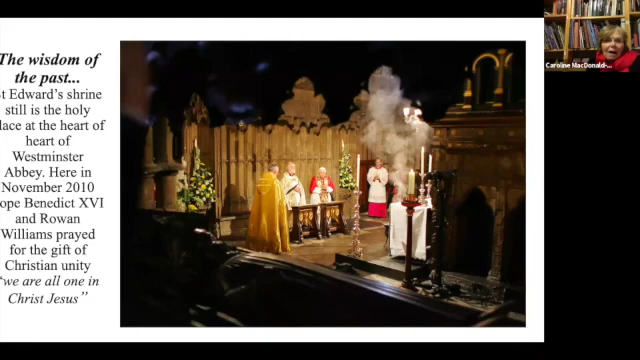 The wisdom of
the past...
t Edward's shrine
still is the holy
lace at the heart of
heart of
Westminster
Abbey. Here in
November 2010
ope Benedict XVI
and Rowan
Williams prayed
for the gift of
Christian unity
"we are all one in
Christ Jesus"
Caroline MacDonald-...